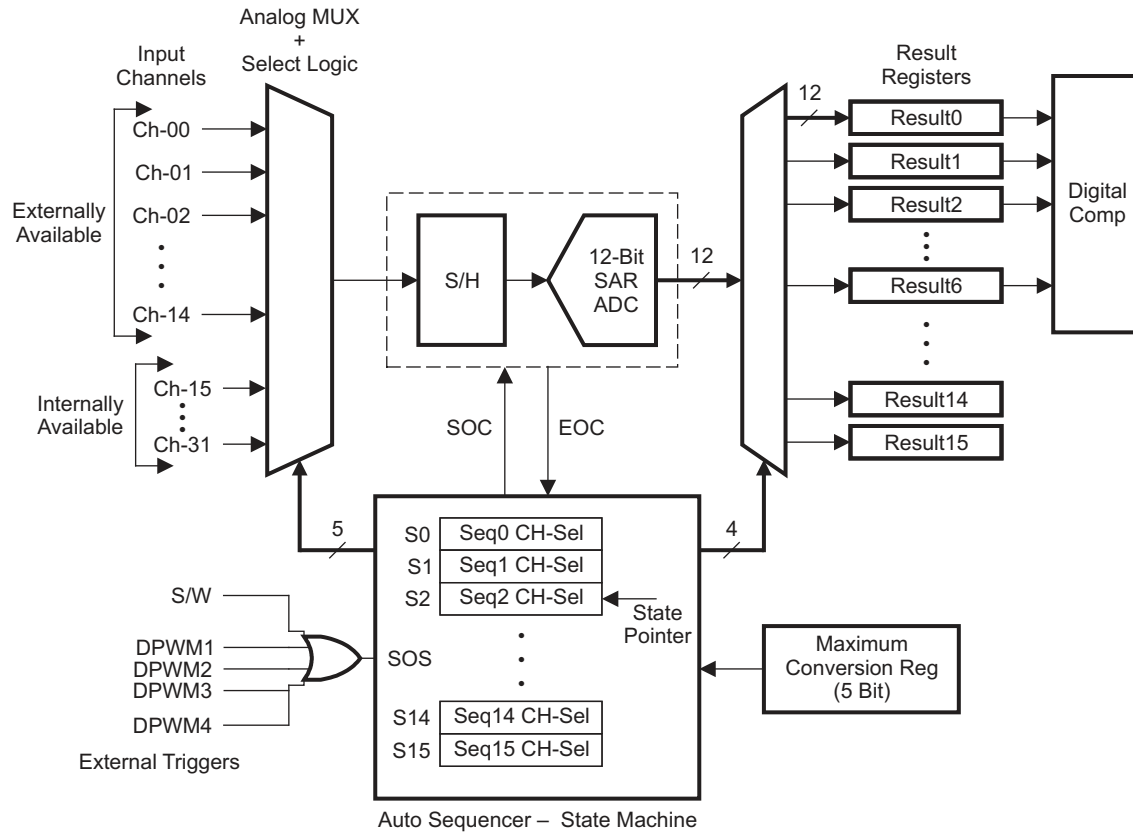 Analog MUX
+
Select Logic
Input
Channels
Result
Registers
Ch-00
Ch-01
Ch-02
Ch-14
Externally
Available
Ch-15
Ch-31
Internally
Available
S/H
12-Bit
SAR
ADC
12
12
Result0
Result1
Result2
Result6
Result14
Result15
Digital
Comp
SOC
EOC
5
4
S0
Seq0 CH-Sel
S1
Seq1 CH-Sel
S2
Seq2 CH-Sel
State
Pointer
S14
Seq14 CH-Sel
S15
Seq15 CH-Sel
S/W
DPWM1
DPWM2
DPWM3
DPWM4
External Triggers
SOS
Maximum
Conversion Reg
(5 Bit)
Auto Sequencer – State Machine